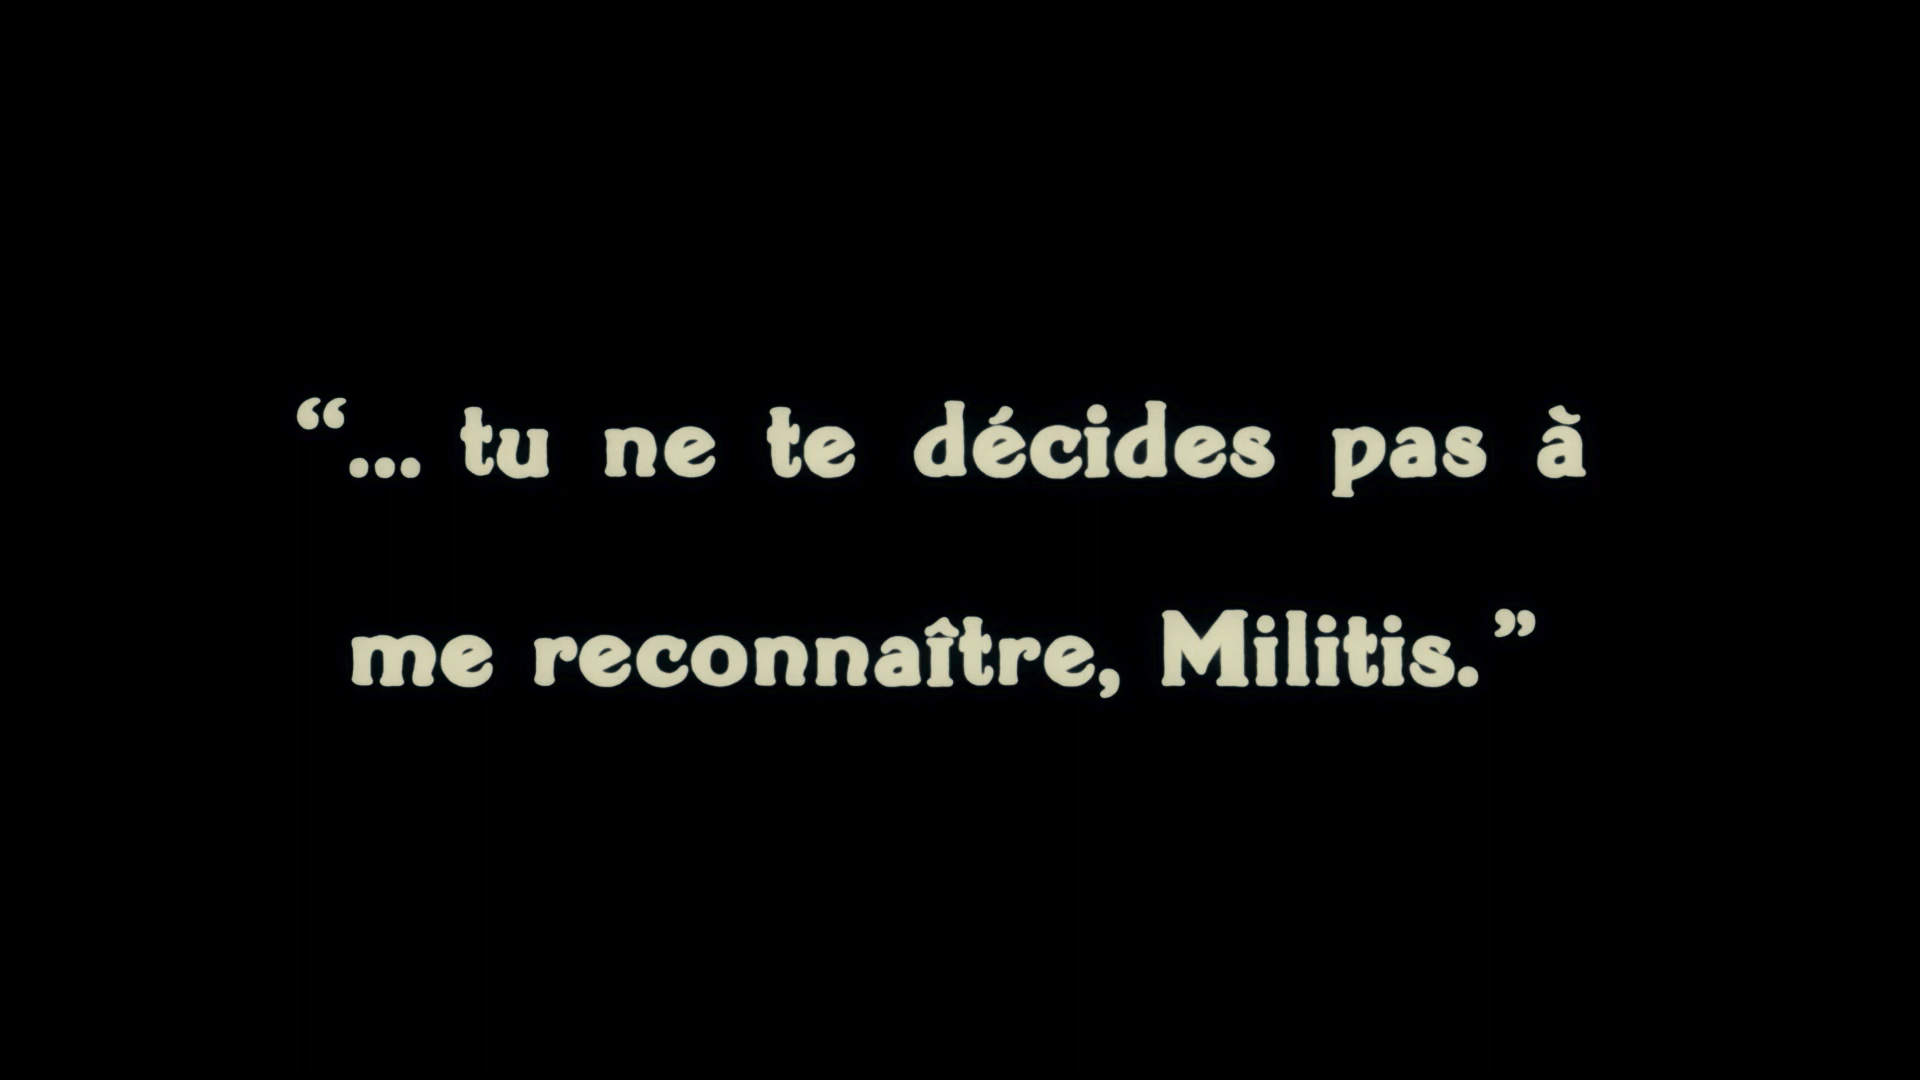 “... tu ne te décides pas à
me reconnaître, Militis.”